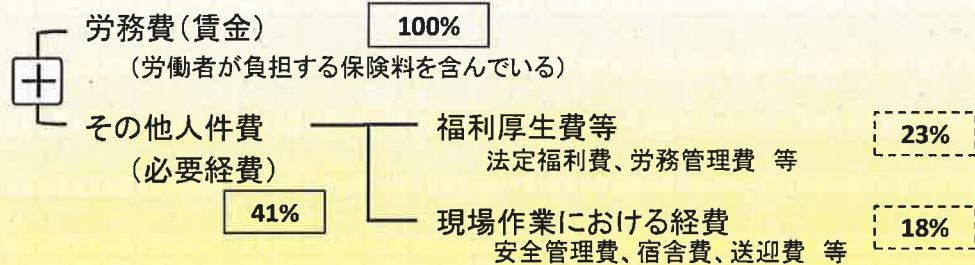 労務費(賃金) 100%
(労働者が負担する保険料を含んでいる)
+
その他人件費
(必要経費)
41%
福利厚生費等 23%
法定福利費、労務管理費 等
現場作業における経費 18%
安全管理費、宿舎費、送迎費 等